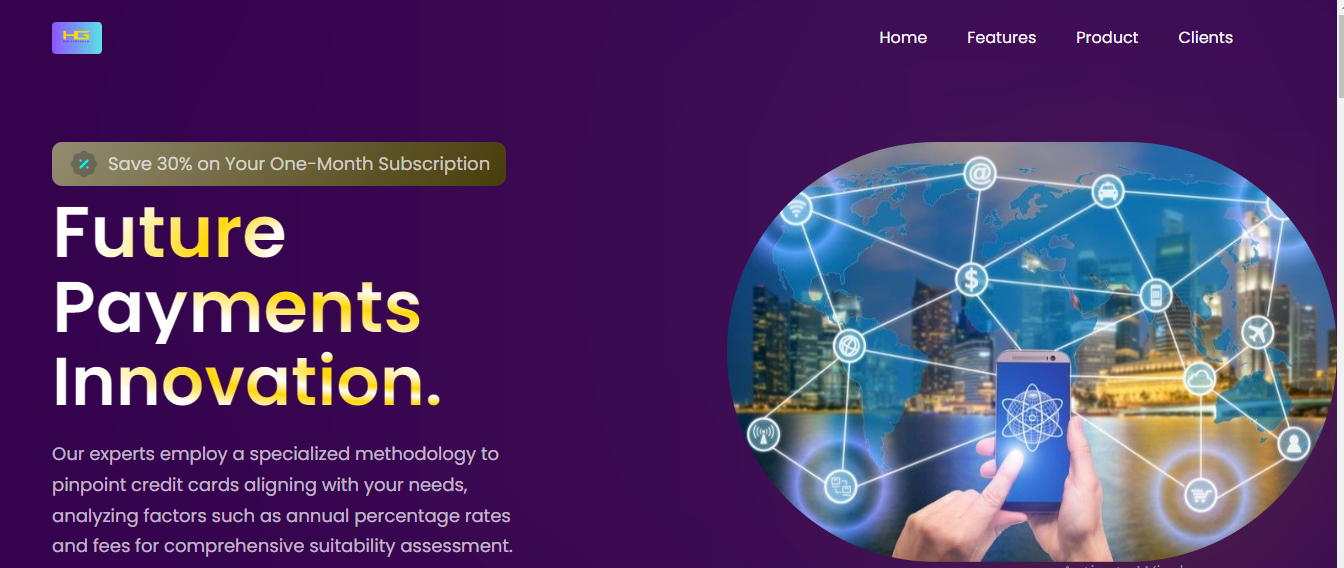 HG
Home Features Product Clients
Save 30% on Your One-Month Subscription
Future
Payments
Innovation.
Our experts employ a specialized methodology to
pinpoint credit cards aligning with your needs,
analyzing factors such as annual percentage rates
and fees for comprehensive suitability assessment.